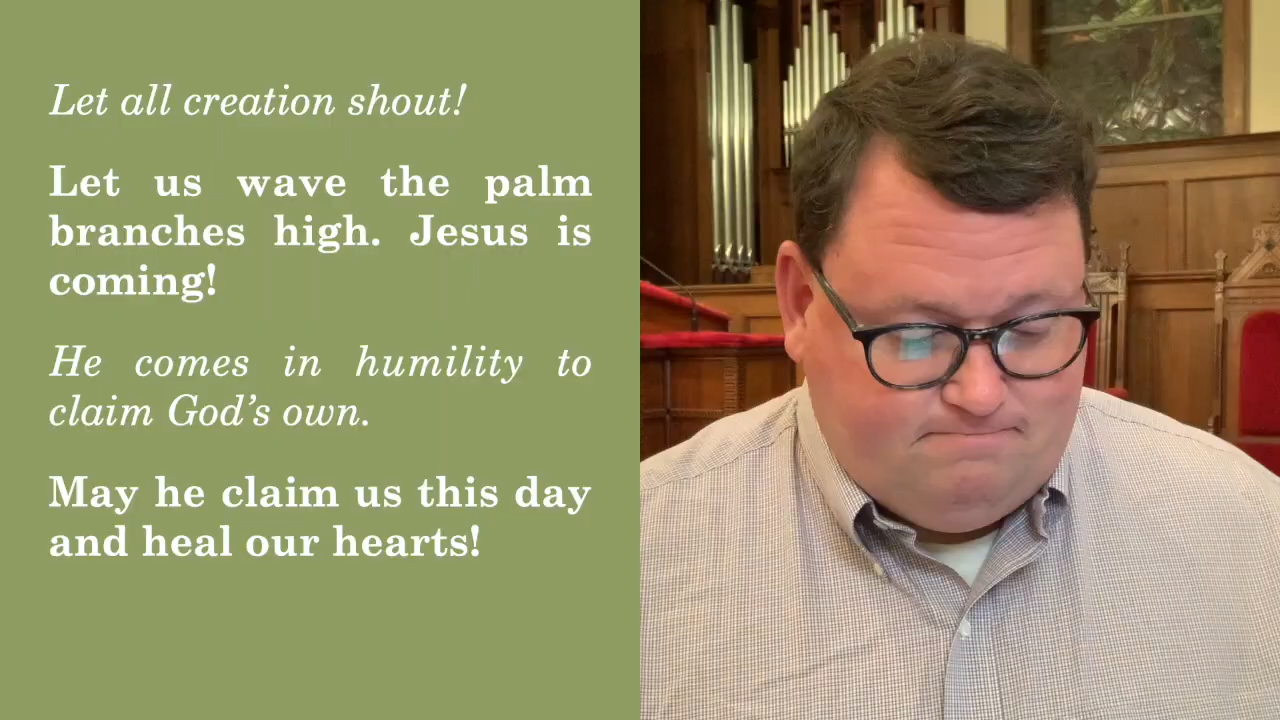 Let all creation shout!
Let us wave the palm
branches high. Jesus is
coming!
He comes in humility to
claim God’s own.
May he claim us this day
and heal our hearts!